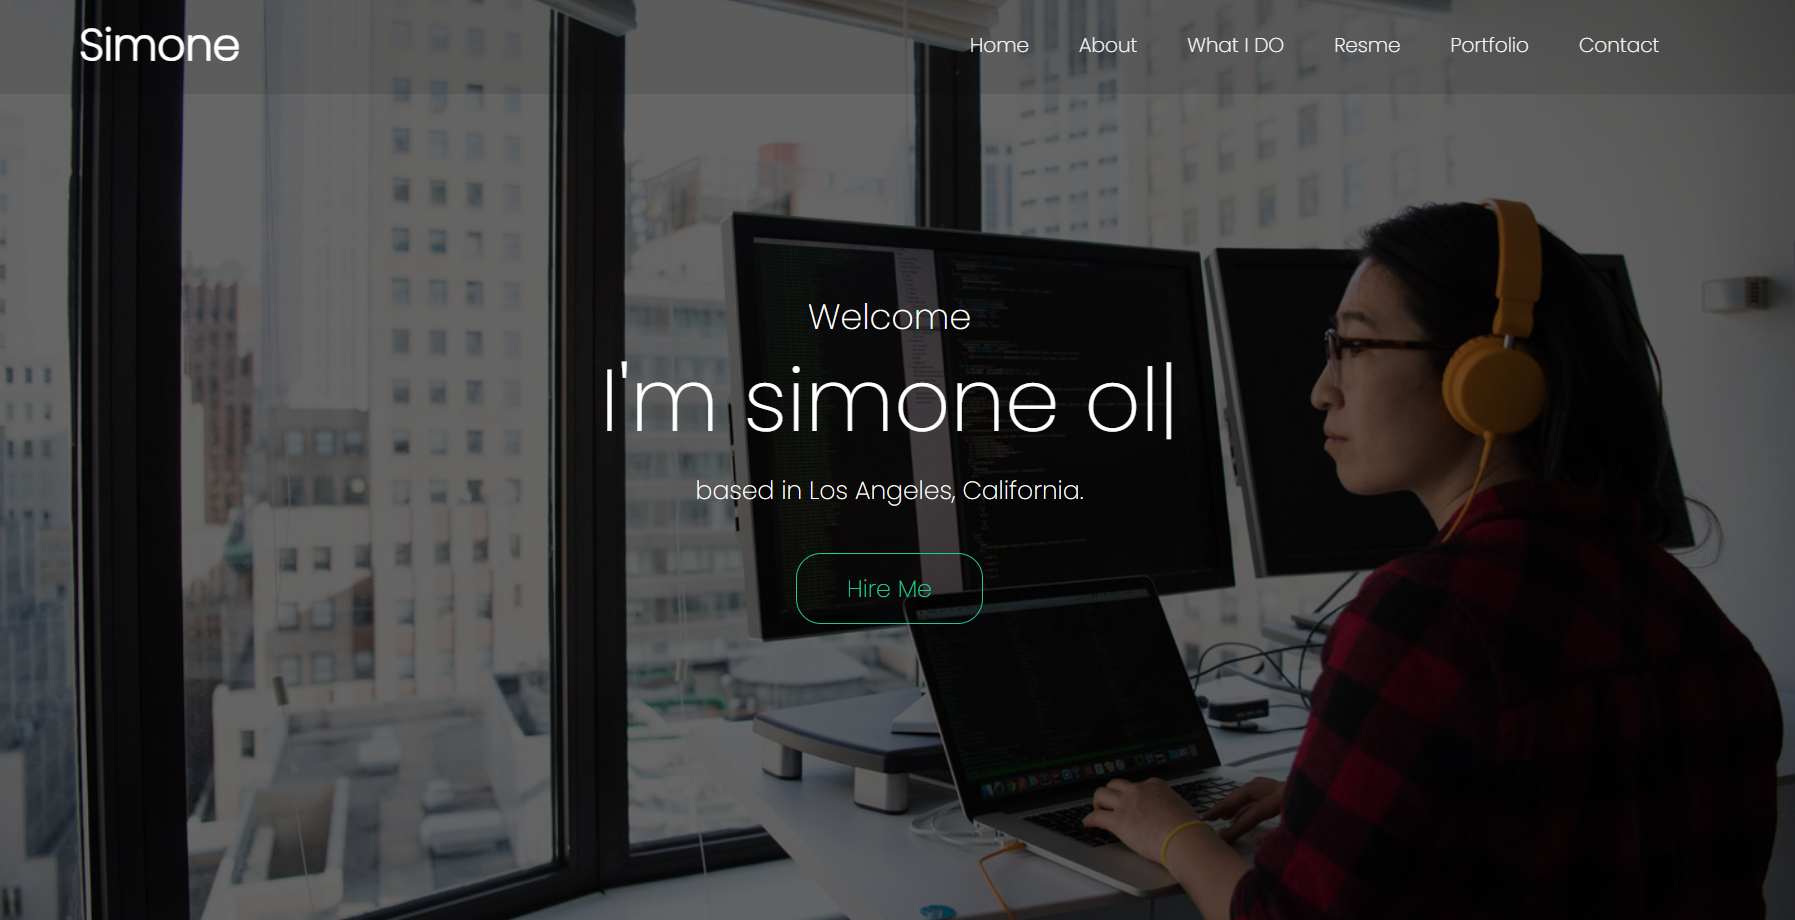 Simone
Home About What I DO Resme Portfolio Contact
Welcome
I'm simone ol|
based in Los Angeles, California.
Hire Me